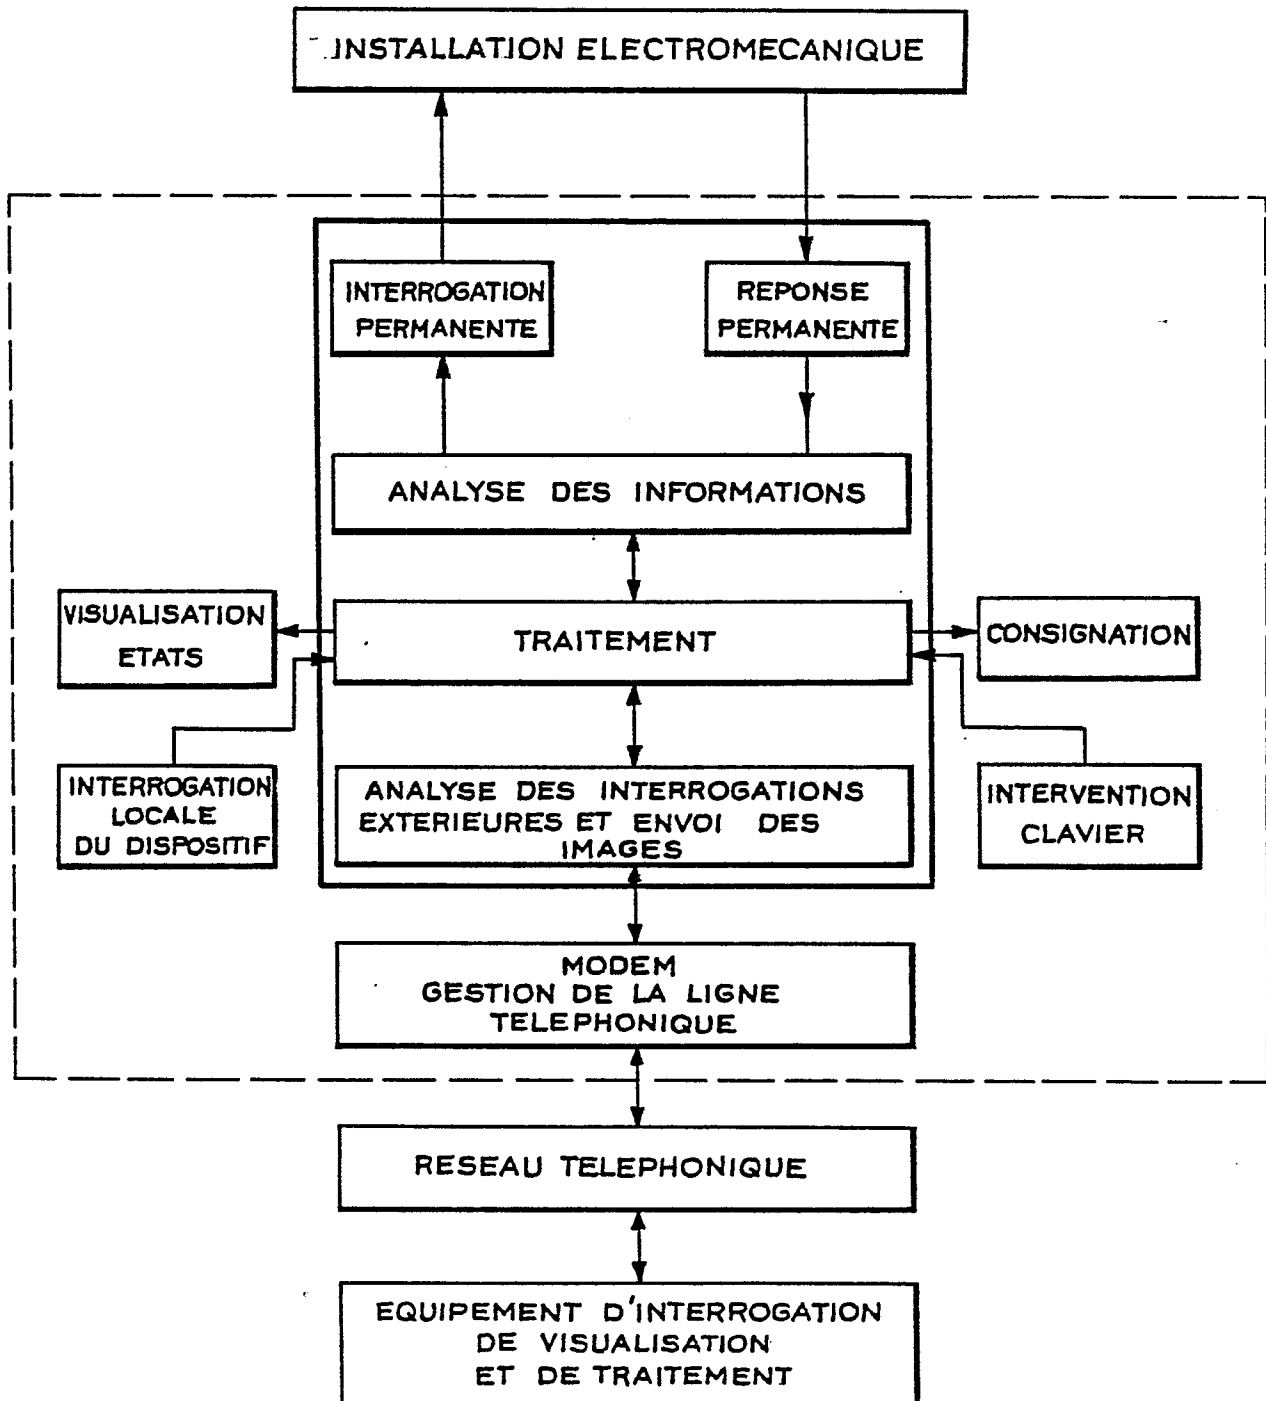 INSTALLATION ELECTROMECANIQUE
INTERROGATION
PERMANENTE
REPONSE
PERMANENTE
ANALYSE DES INFORMATIONS
VISUALISATION
ETATS
TRAITEMENT
CONSIGNATION
INTERROGATION
LOCALE
DU DISPOSITIF
ANALYSE DES INTERROGATIONS
EXTERIEURES ET ENVOI DES
IMAGES
INTERVENTION
CLAVIER
MODEM
GESTION DE LA LIGNE
TELEPHONIQUE
RESEAU TELEPHONIQUE
EQUIPEMENT D'INTERROGATION
DE VISUALISATION
ET DE TRAITEMENT